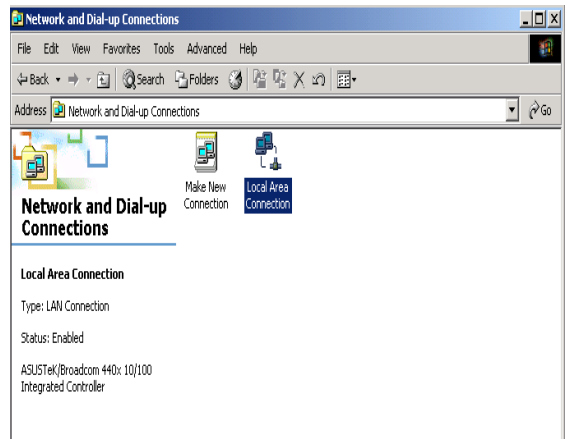 Network and Dial-up Connections
File Edit View Favorites Tools Advanced Help
Back Search Folders
Address Network and Dial-up Connections Go
Make New Connection
Local Area Connection
Network and Dial-up
Connections
Local Area Connection
Type: LAN Connection
Status: Enabled
ASUSTeK/Broadcom 440x 10/100
Integrated Controller